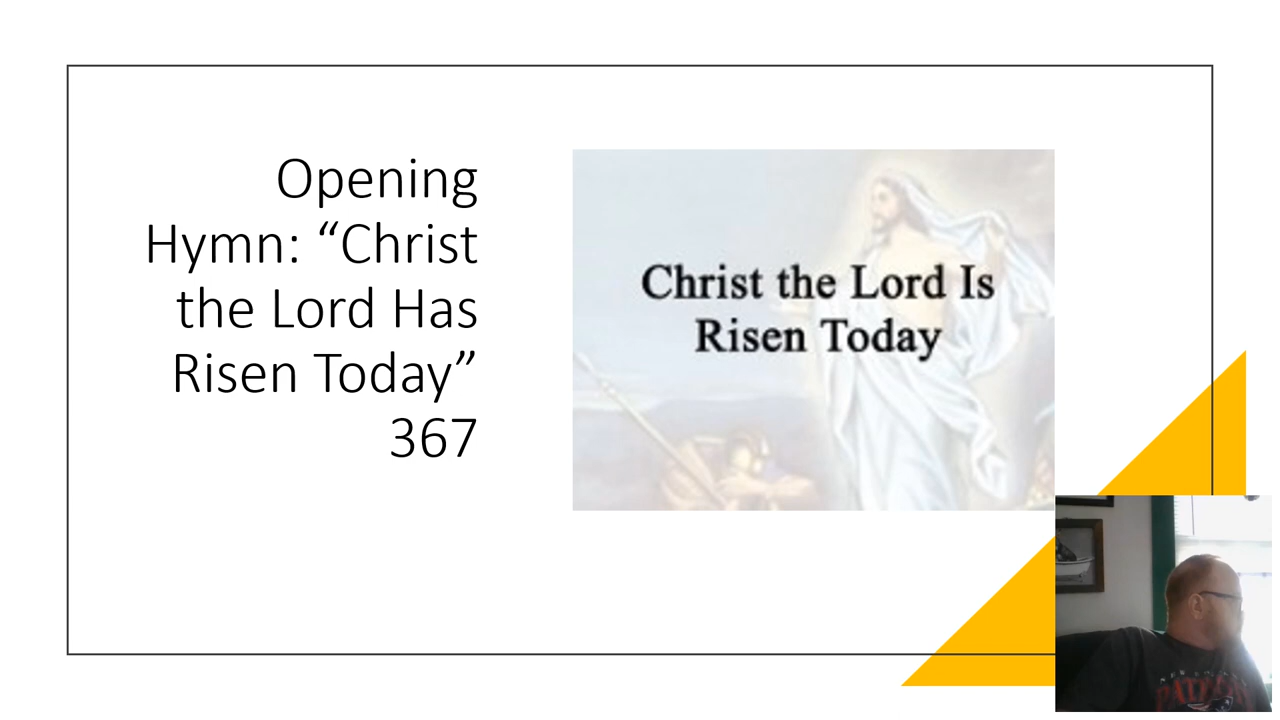 Opening
Hymn: “Christ
the Lord Has
Risen Today”
367
Christ the Lord Is
Risen Today